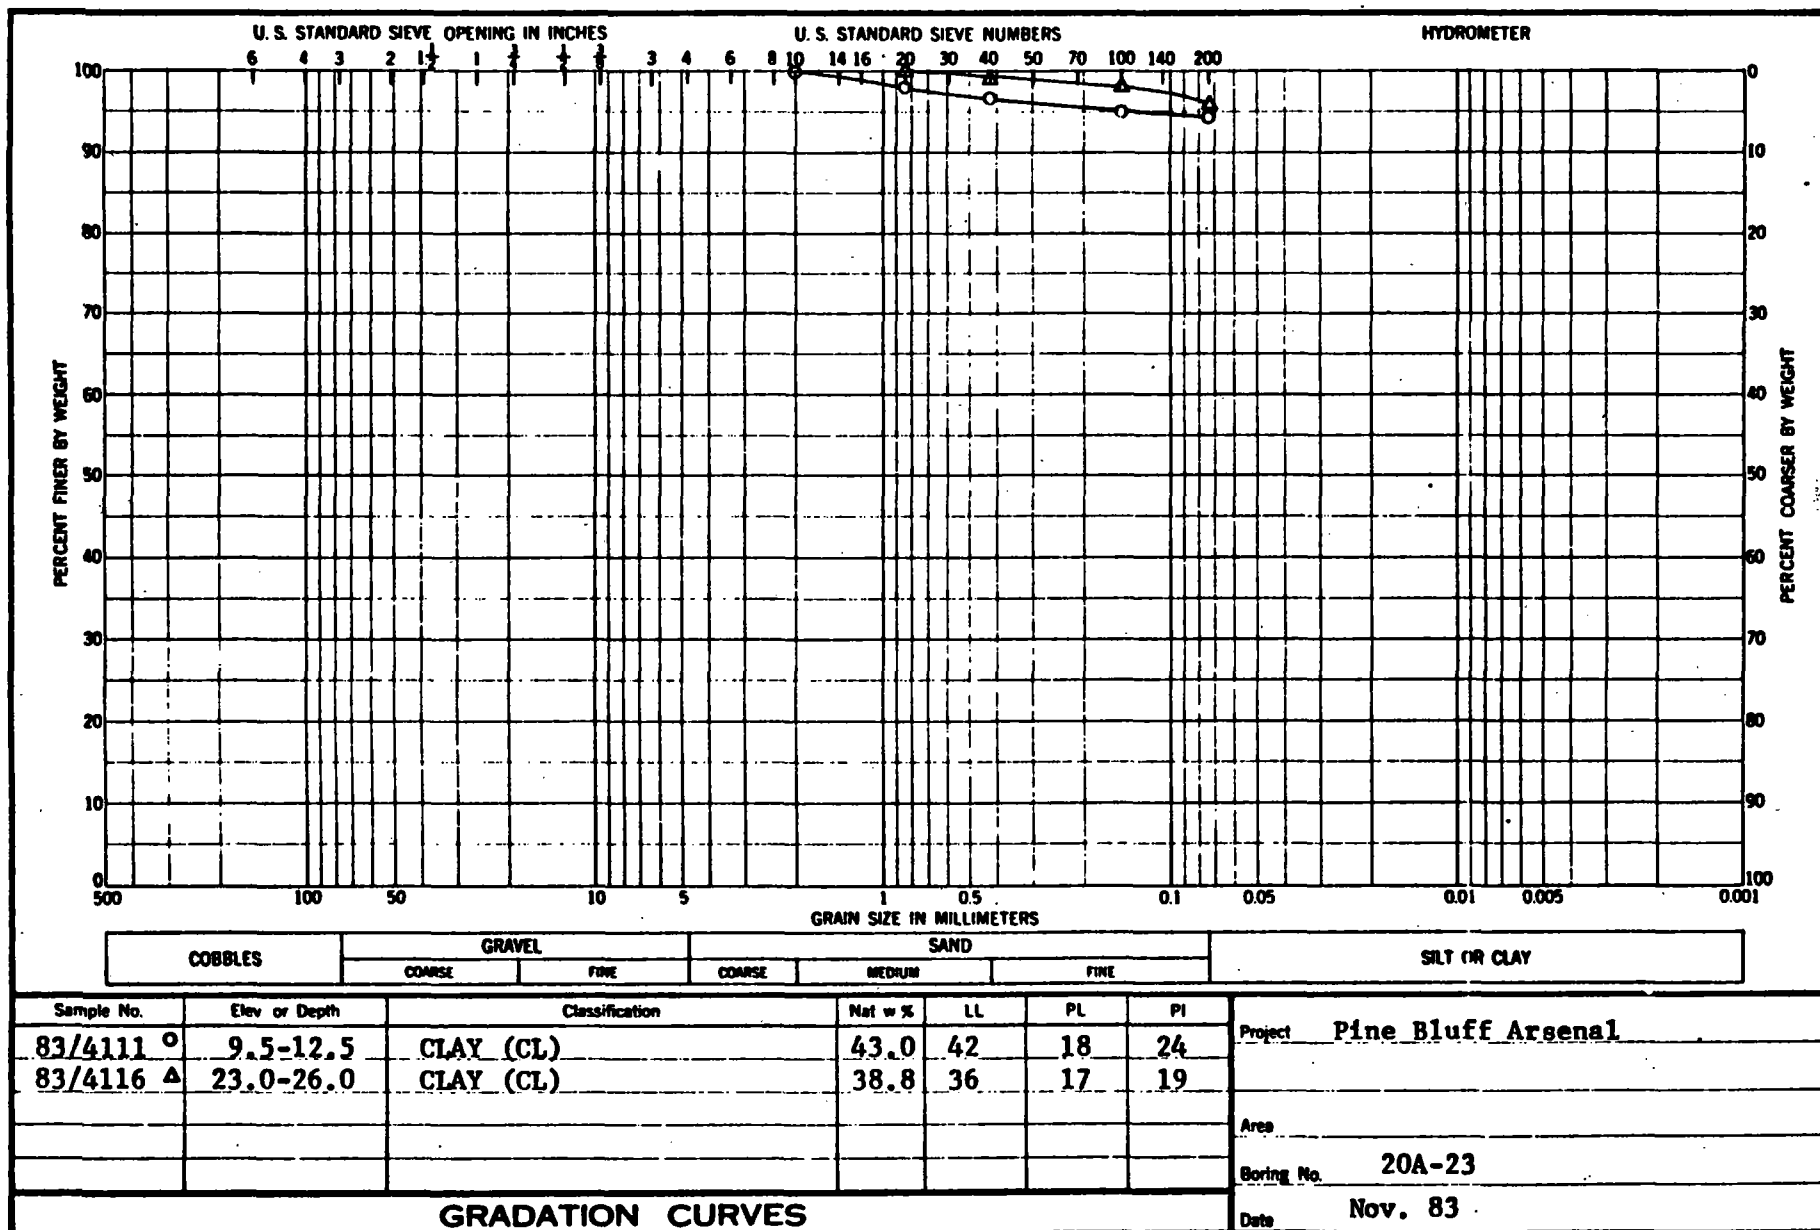 U. S. STANDARD SIEVE OPENING IN INCHES U. S. STANDARD SIEVE NUMBERS HYDROMETER
6 4 3 2 1 1/2 1 3/4 1/2 3/8 3 4 6 8 10 14 16 20 30 40 50 70 100 140 200
100 0
90 10
80 20
70 30
60 40
50 50
40 60
30 70
20 80
10 90
0 100
PERCENT FINER BY WEIGHT
PERCENT COARSER BY WEIGHT
500 100 50 10 5 1 0.5 0.1 0.05 0.01 0.005 0.001
GRAIN SIZE IN MILLIMETERS
COBBLES GRAVEL SAND SILT OR CLAY
COARSE FINE COARSE MEDIUM FINE
Sample No. Elev or Depth Classification Nat w % LL PL PI
83/4111 O 9.5-12.5 CLAY (CL) 43.0 42 18 24
83/4116 Δ 23.0-26.0 CLAY (CL) 38.8 36 17 19
Project Pine Bluff Arsenal
Area
Boring No. 20A-23
Date Nov. 83
GRADATION CURVES